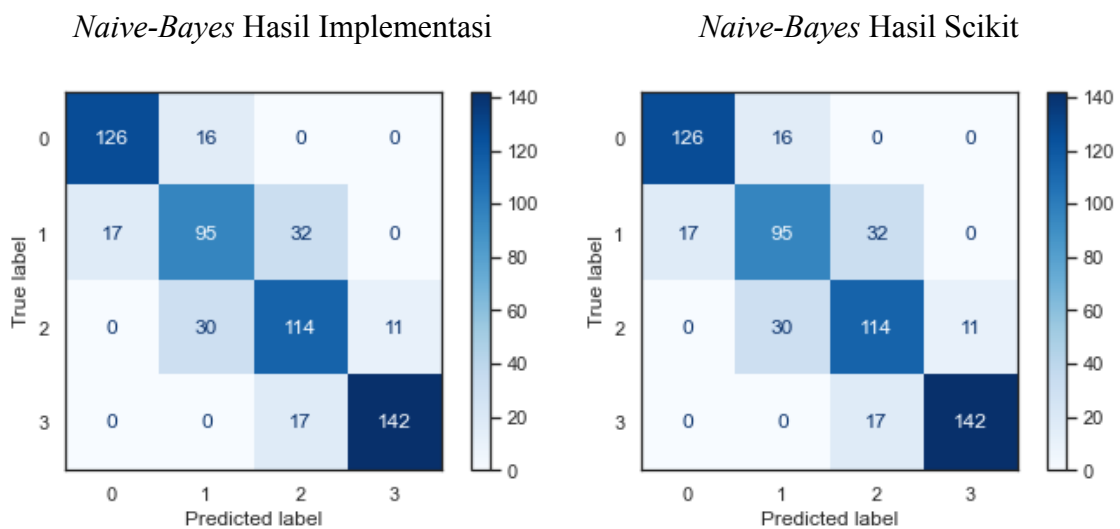 Naive-Bayes Hasil Implementasi
Naive-Bayes Hasil Scikit
0 126 16 0 0
1 17 95 32 0
2 0 30 114 11
3 0 0 17 142
0 1 2 3
Predicted label
True label
140
120
100
80
60
40
20
0
0 126 16 0 0
1 17 95 32 0
2 0 30 114 11
3 0 0 17 142
0 1 2 3
Predicted label
True label
140
120
100
80
60
40
20
0